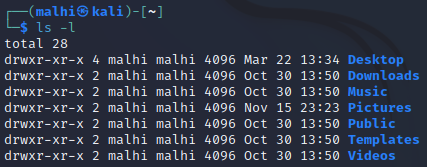 ┌──(malhi㉿kali)-[~]
└─$ ls -l
total 28
drwxr-xr-x 4 malhi malhi 4096 Mar 22 13:34 Desktop
drwxr-xr-x 2 malhi malhi 4096 Oct 30 13:50 Downloads
drwxr-xr-x 2 malhi malhi 4096 Oct 30 13:50 Music
drwxr-xr-x 2 malhi malhi 4096 Nov 15 23:23 Pictures
drwxr-xr-x 2 malhi malhi 4096 Oct 30 13:50 Public
drwxr-xr-x 2 malhi malhi 4096 Oct 30 13:50 Templates
drwxr-xr-x 2 malhi malhi 4096 Oct 30 13:50 Videos